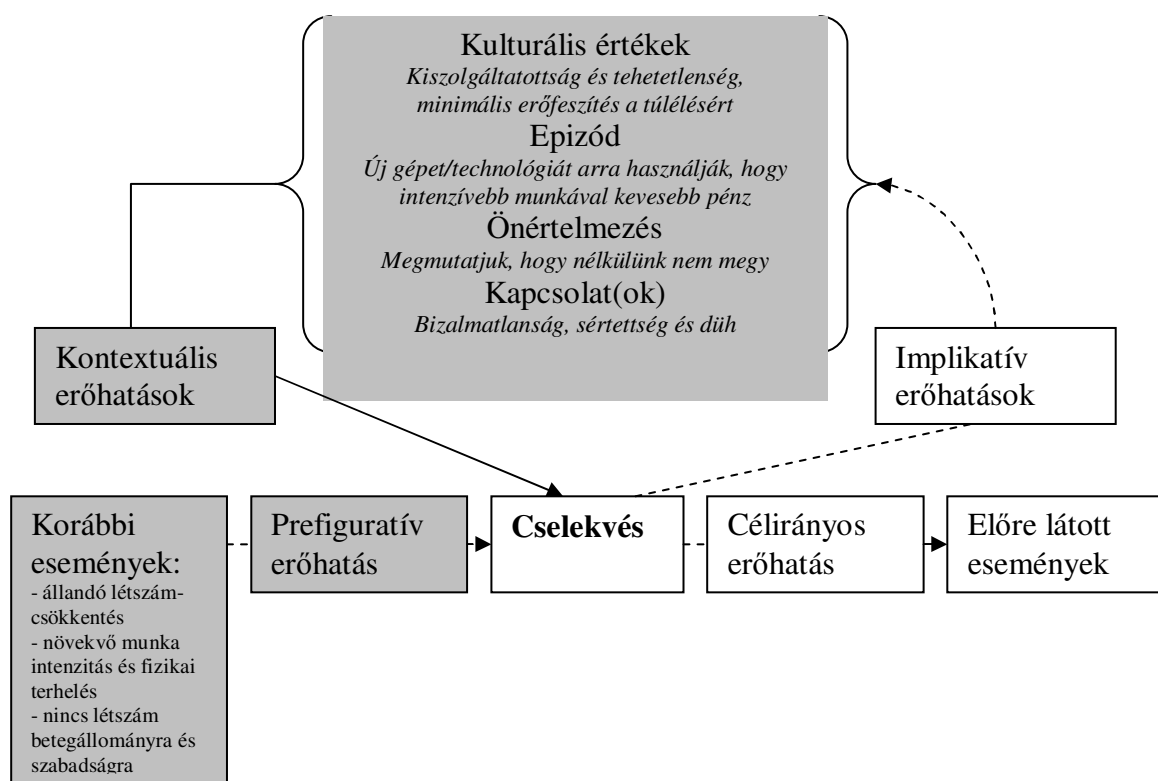 Kulturális értékek
Kiszolgáltatottság és tehetetlenség,
minimális erőfeszítés a túlélésért
Epizód
Új gépet/technológiát arra használják, hogy
intenzívebb munkával kevesebb pénz
Önértelmezés
Megmutatjuk, hogy nélkülünk nem megy
Kapcsolat(ok)
Bizalmatlanság, sértettség és düh
Kontextuális
erőhatások
Implikatív
erőhatások
Korábbi
események:
- állandó létszám-
csökkentés
- növekvő munka
intenzitás és fizikai
terhelés
- nincs létszám
betegállományra és
szabadságra
Prefiguratív
erőhatás
Cselekvés
Célirányos
erőhatás
Előre látott
események